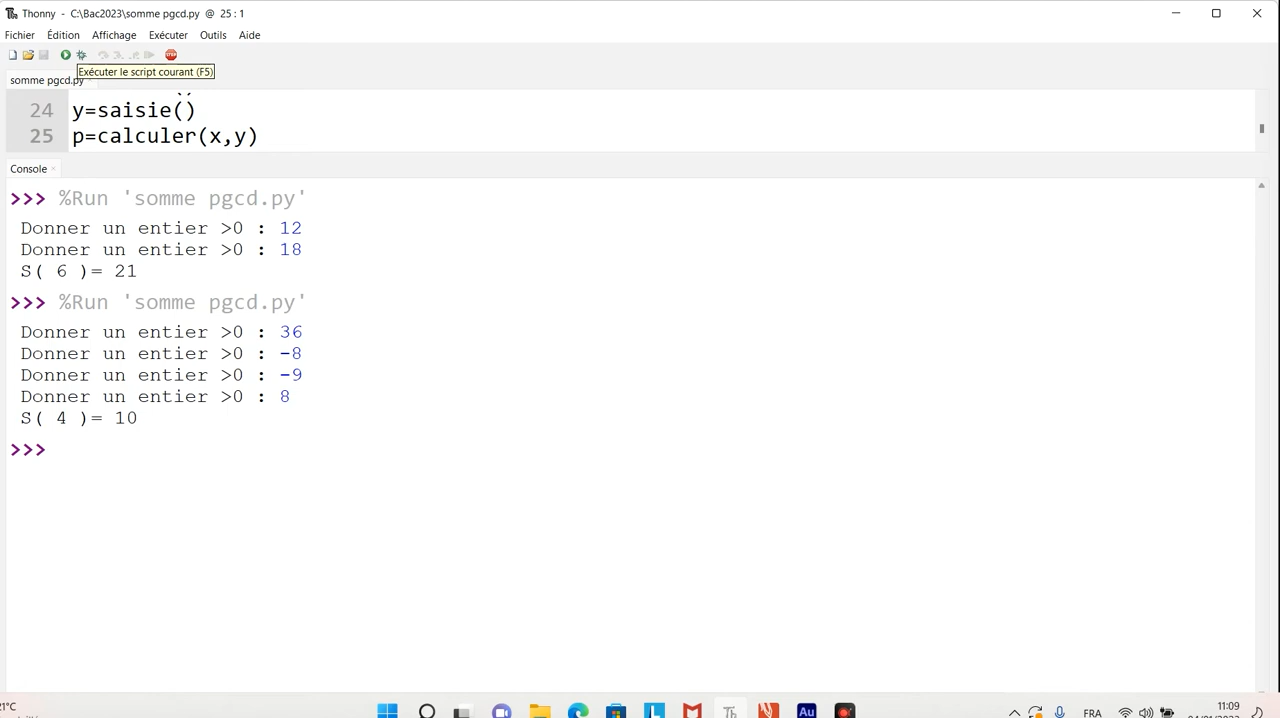 Thonny - C:\Bac2023\somme pgcd.py @ 25 : 1
Fichier Édition Affichage Exécuter Outils Aide
Exécuter le script courant (F5)
somme pgcd.py
24 y=saisie()
25 p=calculer(x,y)
Console
>>> %Run 'somme pgcd.py'
Donner un entier >0 : 12
Donner un entier >0 : 18
S( 6 )= 21
>>> %Run 'somme pgcd.py'
Donner un entier >0 : 36
Donner un entier >0 : -8
Donner un entier >0 : -9
Donner un entier >0 : 8
S( 4 )= 10
>>>
FRA
11:09